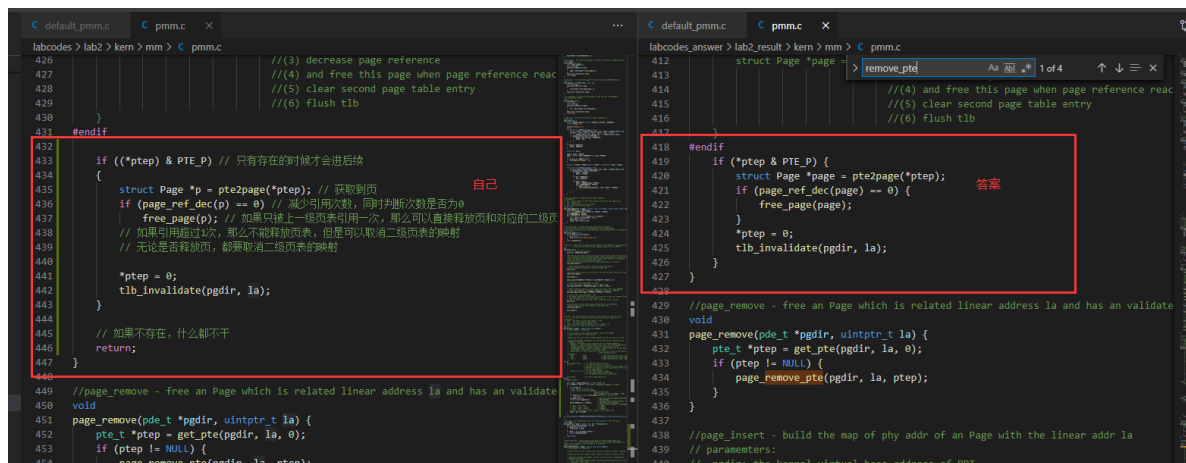 default_pmm.c
pmm.c
labcodes > lab2 > kern > mm > C pmm.c
426 //(3) decrease page reference
427 //(4) and free this page when page reference reac
428 //(5) clear second page table entry
429 //(6) flush tlb
430 }
431 #endif
432
433 if ((*ptep) & PTE_P) // 只有存在的时候才会进后续
434 {
435 struct Page *p = pte2page(*ptep); // 获取到页
436 if (page_ref_dec(p) == 0) // 减少引用次数，同时判断次数是否为0
437 free_page(p); // 如果只被上一级页表引用一次，那么可以直接释放页和对应的二级页
438 // 如果引用超过1次，那么不能释放页表，但是可以取消二级页表的映射
439 // 无论是否释放页，都要取消二级页表的映射
440
441 *ptep = 0;
442 tlb_invalidate(pgdir, la);
443 }
444
445 // 如果不存在，什么都不干
446 return;
447 }
448
449 //page_remove - free an Page which is related linear address la and has an validate
450 void
451 page_remove(pde_t *pgdir, uintptr_t la) {
452 pte_t *ptep = get_pte(pgdir, la, 0);
453 if (ptep != NULL) {
454 page_remove_pte(pgdir, la, ptep);
自己
default_pmm.c
pmm.c
labcodes_answer > lab2_result > kern > mm > C pmm.c
remove_pte
Aa Abl .* 1 of 4
412 struct Page *page =
413
414 //(4) and free this page when page reference reac
415 //(5) clear second page table entry
416 //(6) flush tlb
417 }
418 #endif
419 if (*ptep & PTE_P) {
420 struct Page *page = pte2page(*ptep);
421 if (page_ref_dec(page) == 0) {
422 free_page(page);
423 }
424 *ptep = 0;
425 tlb_invalidate(pgdir, la);
426 }
427 }
428
429 //page_remove - free an Page which is related linear address la and has an validate
430 void
431 page_remove(pde_t *pgdir, uintptr_t la) {
432 pte_t *ptep = get_pte(pgdir, la, 0);
433 if (ptep != NULL) {
434 page_remove_pte(pgdir, la, ptep);
435 }
436 }
437
438 //page_insert - build the map of phy addr of an Page with the linear addr la
439 // paramemters:
440 // pgdir: the kernel virtual base address of PDT
答案